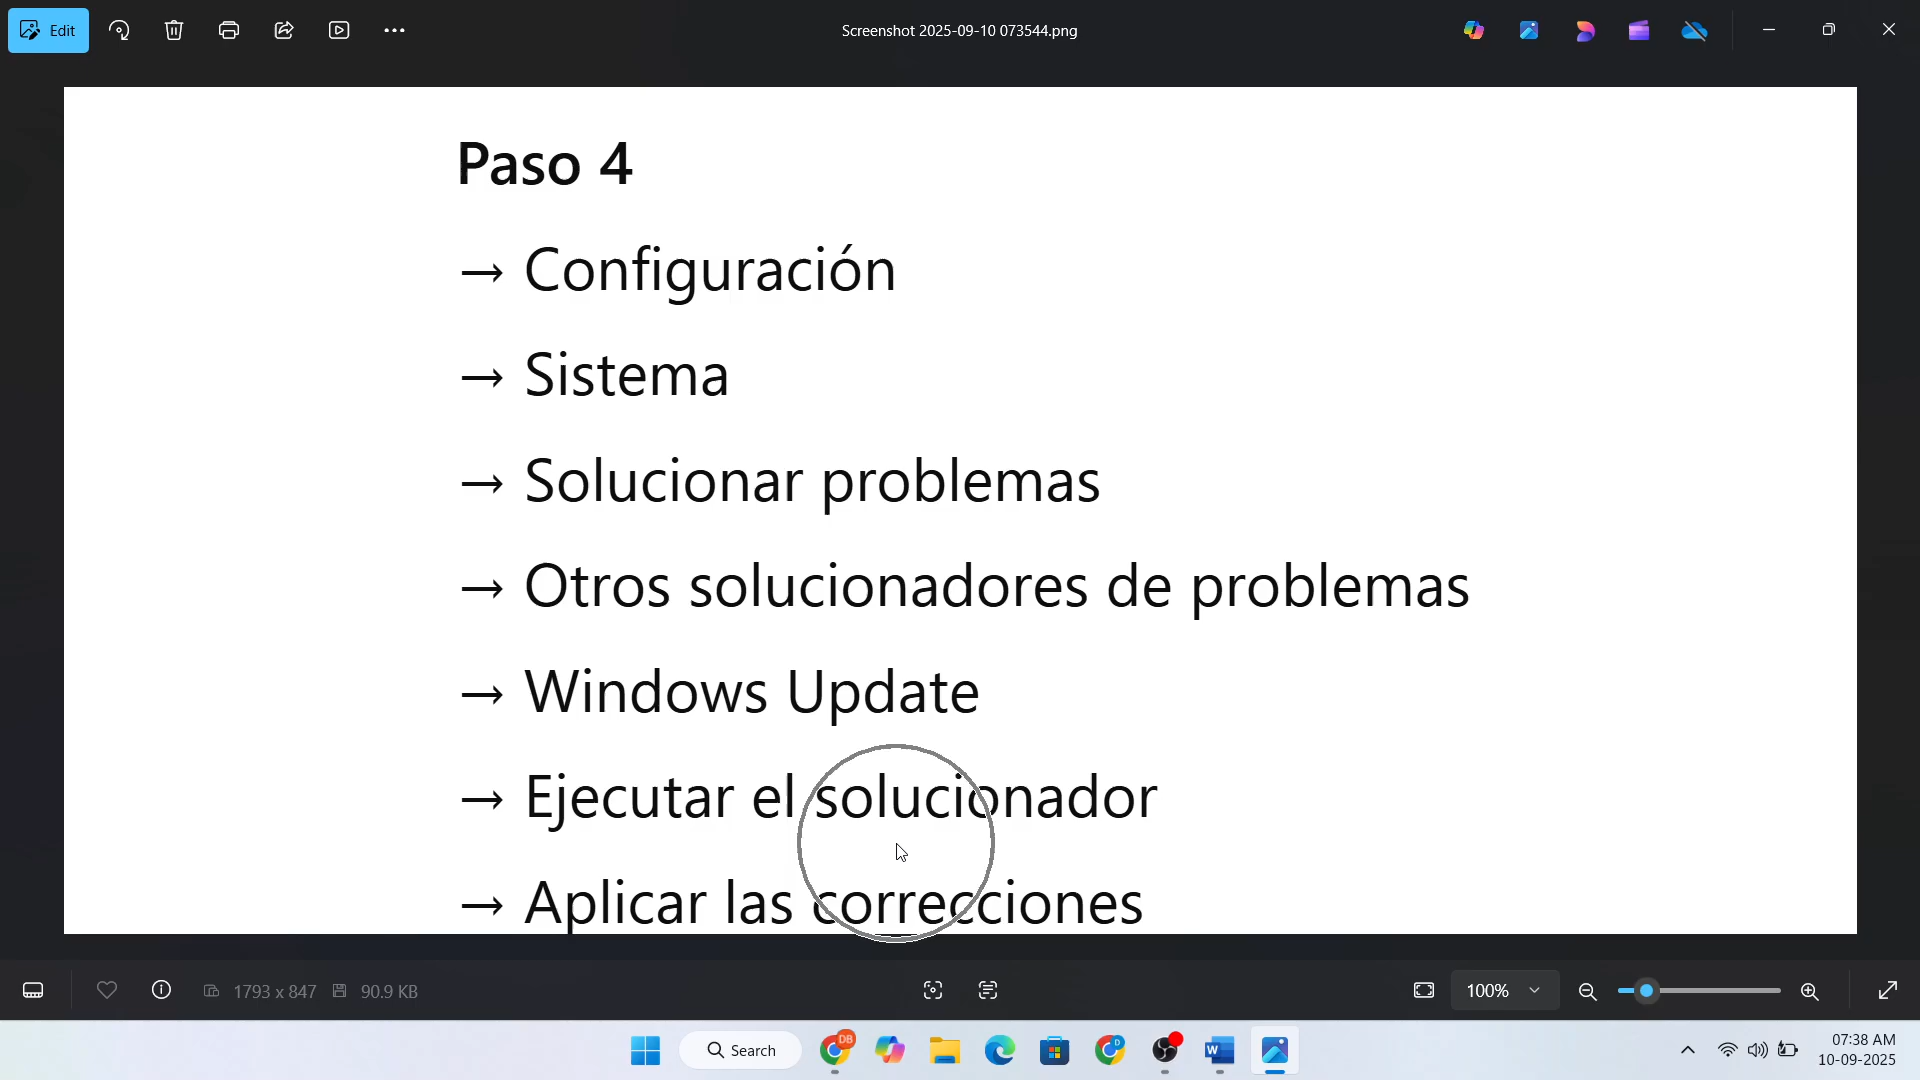 Edit
Screenshot 2025-09-10 073544.png
Paso 4
→ Configuración
→ Sistema
→ Solucionar problemas
→ Otros solucionadores de problemas
→ Windows Update
→ Ejecutar el solucionador
→ Aplicar las correcciones
1793 x 847 90.9 KB 100%
Search DB D W 07:38 AM
10-09-2025